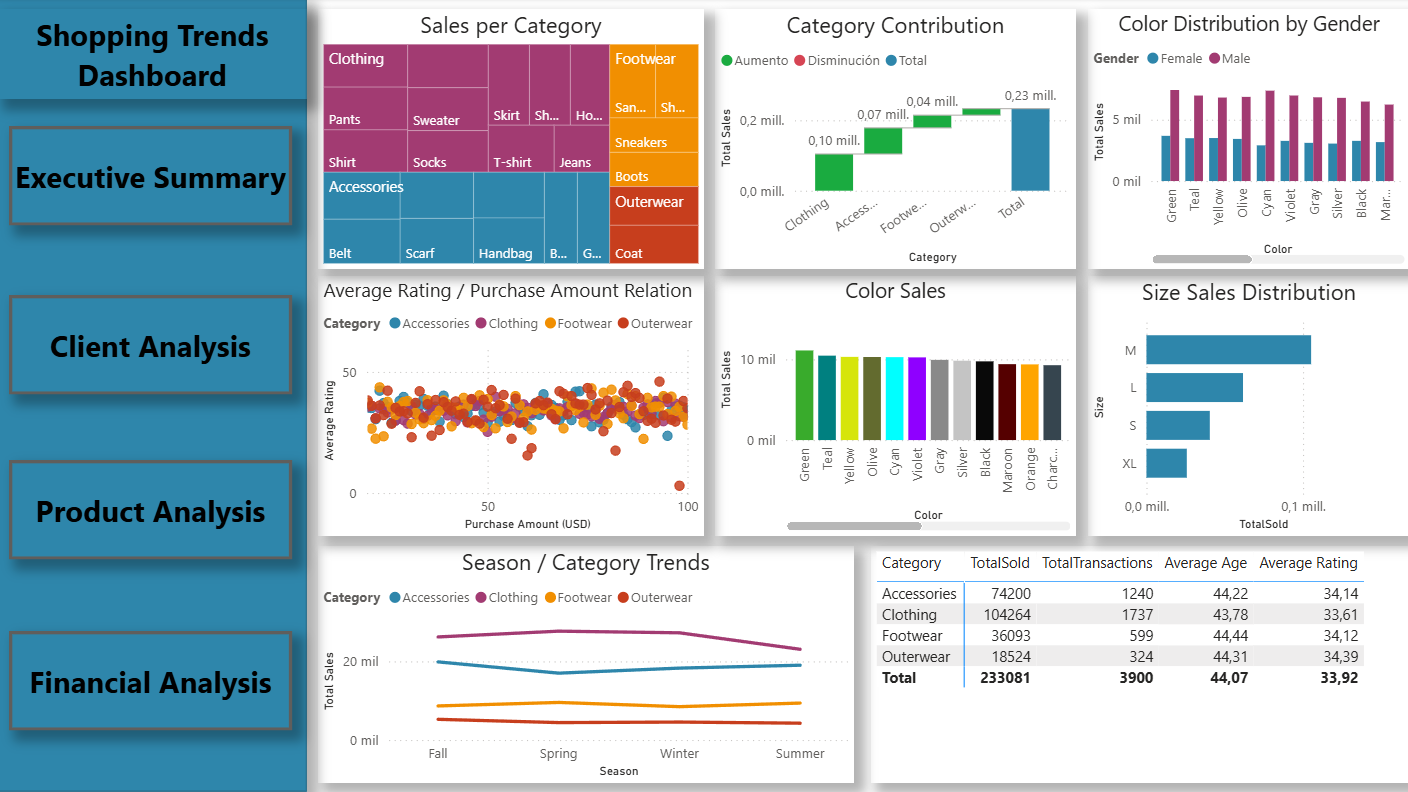 Shopping Trends
Dashboard
Executive Summary
Client Analysis
Product Analysis
Financial Analysis
Sales per Category
Clothing
Pants
Shirt
Sweater
Socks
Skirt
Sh...
Ho...
T-shirt
Jeans
Accessories
Belt
Scarf
Handbag
B...
G...
Footwear
San...
Sh...
Sneakers
Boots
Outerwear
Coat
Category Contribution
Aumento Disminución Total
Total Sales
0,2 mill.
0,0 mill.
0,10 mill.
0,07 mill.
0,04 mill.
0,23 mill.
Clothing
Access...
Footwe...
Outerw...
Total
Category
Color Distribution by Gender
Gender Female Male
Total Sales
5 mil
0 mil
Green
Teal
Yellow
Olive
Cyan
Violet
Gray
Silver
Black
Mar...
Color
Average Rating / Purchase Amount Relation
Category Accessories Clothing Footwear Outerwear
Average Rating
50
0
50
100
Purchase Amount (USD)
Color Sales
Total Sales
10 mil
0 mil
Green
Teal
Yellow
Olive
Cyan
Violet
Gray
Silver
Black
Maroon
Orange
Charc...
Color
Size Sales Distribution
Size
M
L
S
XL
0,0 mill.
0,1 mill.
TotalSold
Season / Category Trends
Category Accessories Clothing Footwear Outerwear
Total Sales
20 mil
0 mil
Fall
Spring
Winter
Summer
Season
Category TotalSold TotalTransactions Average Age Average Rating
Accessories 74200 1240 44,22 34,14
Clothing 104264 1737 43,78 33,61
Footwear 36093 599 44,44 34,12
Outerwear 18524 324 44,31 34,39
Total 233081 3900 44,07 33,92